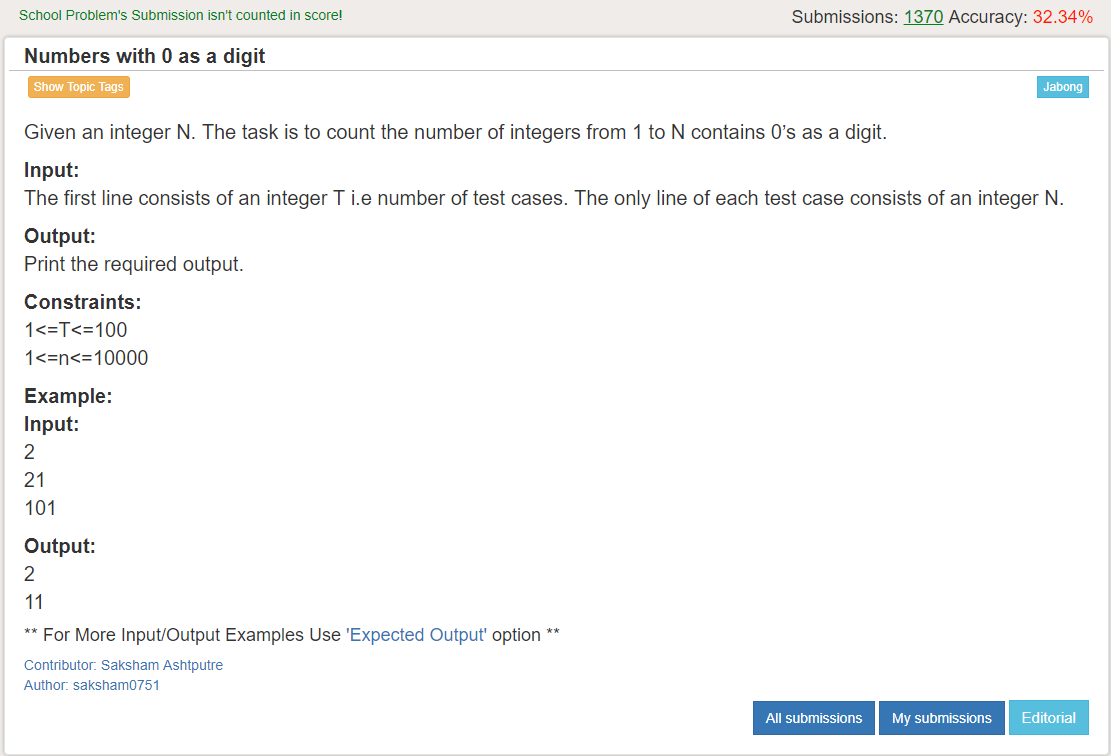 School Problem's Submission isn't counted in score!
Submissions: 1370 Accuracy: 32.34%
Numbers with 0 as a digit
Show Topic Tags
Jabong
Given an integer N. The task is to count the number of integers from 1 to N contains 0’s as a digit.
Input:
The first line consists of an integer T i.e number of test cases. The only line of each test case consists of an integer N.
Output:
Print the required output.
Constraints:
1<=T<=100
1<=n<=10000
Example:
Input:
2
21
101
Output:
2
11
** For More Input/Output Examples Use 'Expected Output' option **
Contributor: Saksham Ashtputre
Author: saksham0751
All submissions
My submissions
Editorial